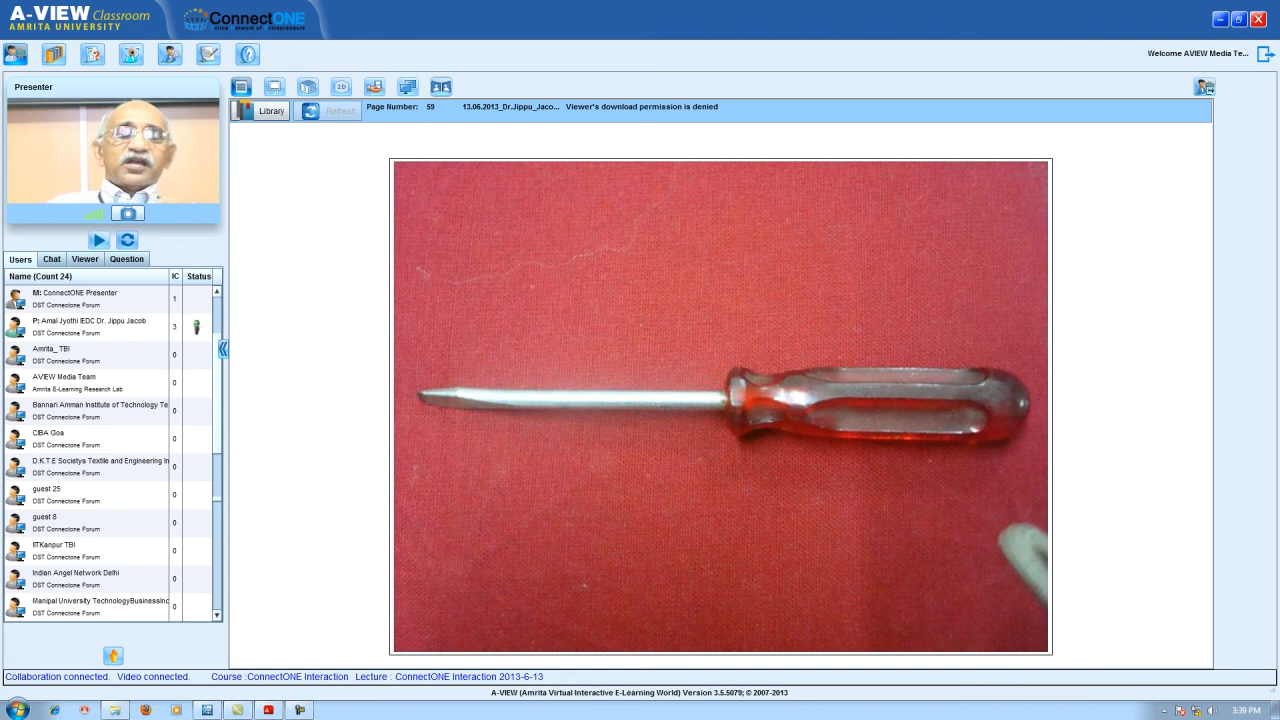 A-VIEW Classroom
AMRITA UNIVERSITY
ConnectONE
Welcome AVIEW Media Te...
Presenter
2D
Library
Refresh
Page Number: 59 13.06.2013_Dr.Jippu_Jaco... Viewer's download permission is denied
Users Chat Viewer Question
Name (Count 24) IC Status
M: ConnectONE Presenter
DST Connectone Forum
1
P: Amal Jyothi IEDC Dr. Jippu Jacob
DST Connectone Forum
3
Amrita_ TBI
DST Connectone Forum
0
AVIEW Media Team
Amrita E-Learning Research Lab
0
Bannari Amman Institute of Technology Te
DST Connectone Forum
0
CIBA Goa
DST Connectone Forum
0
D.K.T.E Societys Textile and Engineering In
DST Connectone Forum
0
guest 25
DST Connectone Forum
0
guest 8
DST Connectone Forum
0
IITKanpur TBI
DST Connectone Forum
0
Indian Angel Network Delhi
DST Connectone Forum
0
Manipal University TechnologyBusinessInc
DST Connectone Forum
0
Collaboration connected. Video connected. Course :ConnectONE Interaction Lecture : ConnectONE Interaction 2013-6-13
A-VIEW (Amrita Virtual Interactive E-Learning World) Version 3.5.5079; © 2007-2013
3:39 PM